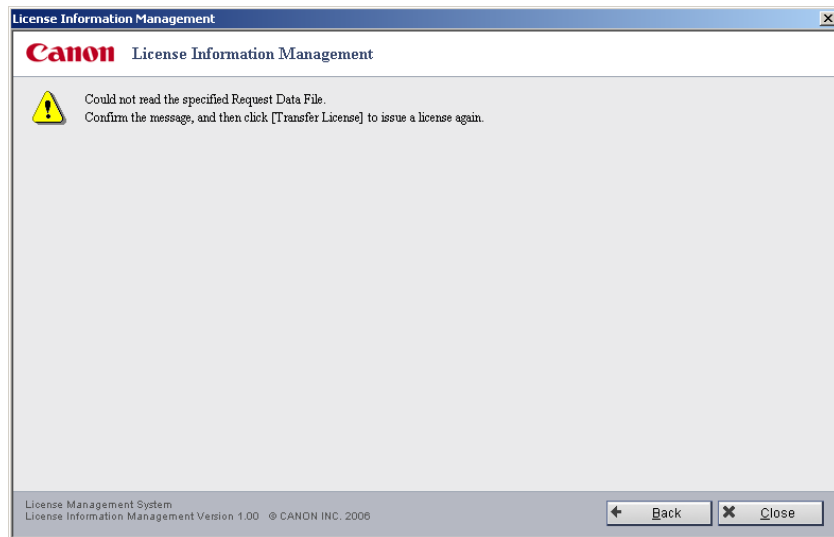 License Information Management
Canon License Information Management
Could not read the specified Request Data File.
Confirm the message, and then click [Transfer License] to issue a license again.
License Management System
License Information Management Version 1.00 © CANON INC. 2006
Back
Close